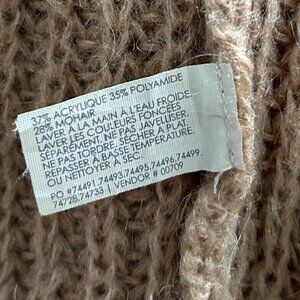 37% ACRYLIQUE 35% POLYAMIDE
28% MOHAIR
LAVER À LA MAIN À L'EAU FROIDE.
LAVER LES COULEURS FONCÉES
SÉPARÉMENT. NE PAS JAVELLISER.
NE PAS TORDRE. SÉCHER À PLAT.
REPASSER À BASSE TEMPÉRATURE.
OU NETTOYER À SEC.
PO #74491,74493,74495,74496,74499,
74728,74733 / VENDOR # 00709